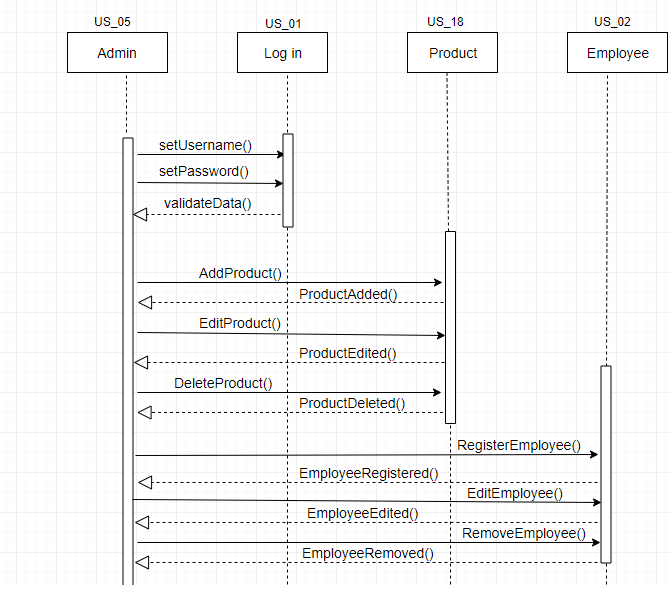 US_05
US_01
US_18
US_02
Admin
Log in
Product
Employee
setUsername()
setPassword()
validateData()
AddProduct()
ProductAdded()
EditProduct()
ProductEdited()
DeleteProduct()
ProductDeleted()
RegisterEmployee()
EmployeeRegistered()
EditEmployee()
EmployeeEdited()
RemoveEmployee()
EmployeeRemoved()